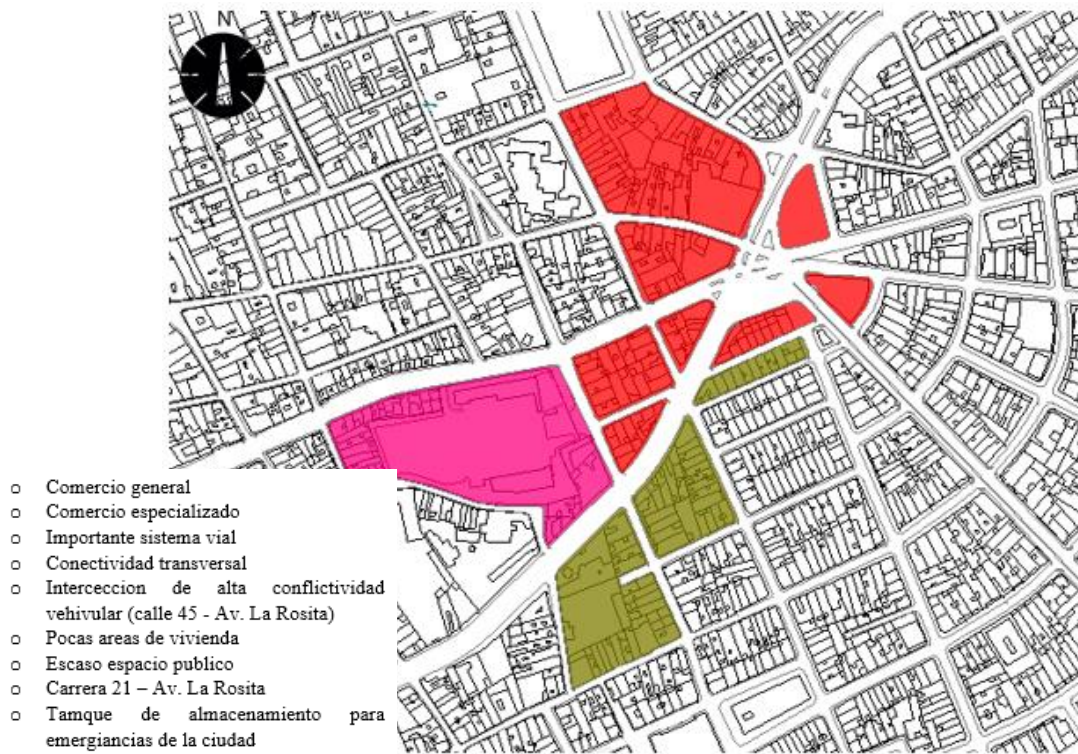 N
o Comercio general
o Comercio especializado
o Importante sistema vial
o Conectividad transversal
o Interceccion de alta conflictividad
vehivular (calle 45 - Av. La Rosita)
o Pocas areas de vivienda
o Escaso espacio publico
o Carrera 21 – Av. La Rosita
o Tamque de almacenamiento para
emergiancias de la ciudad